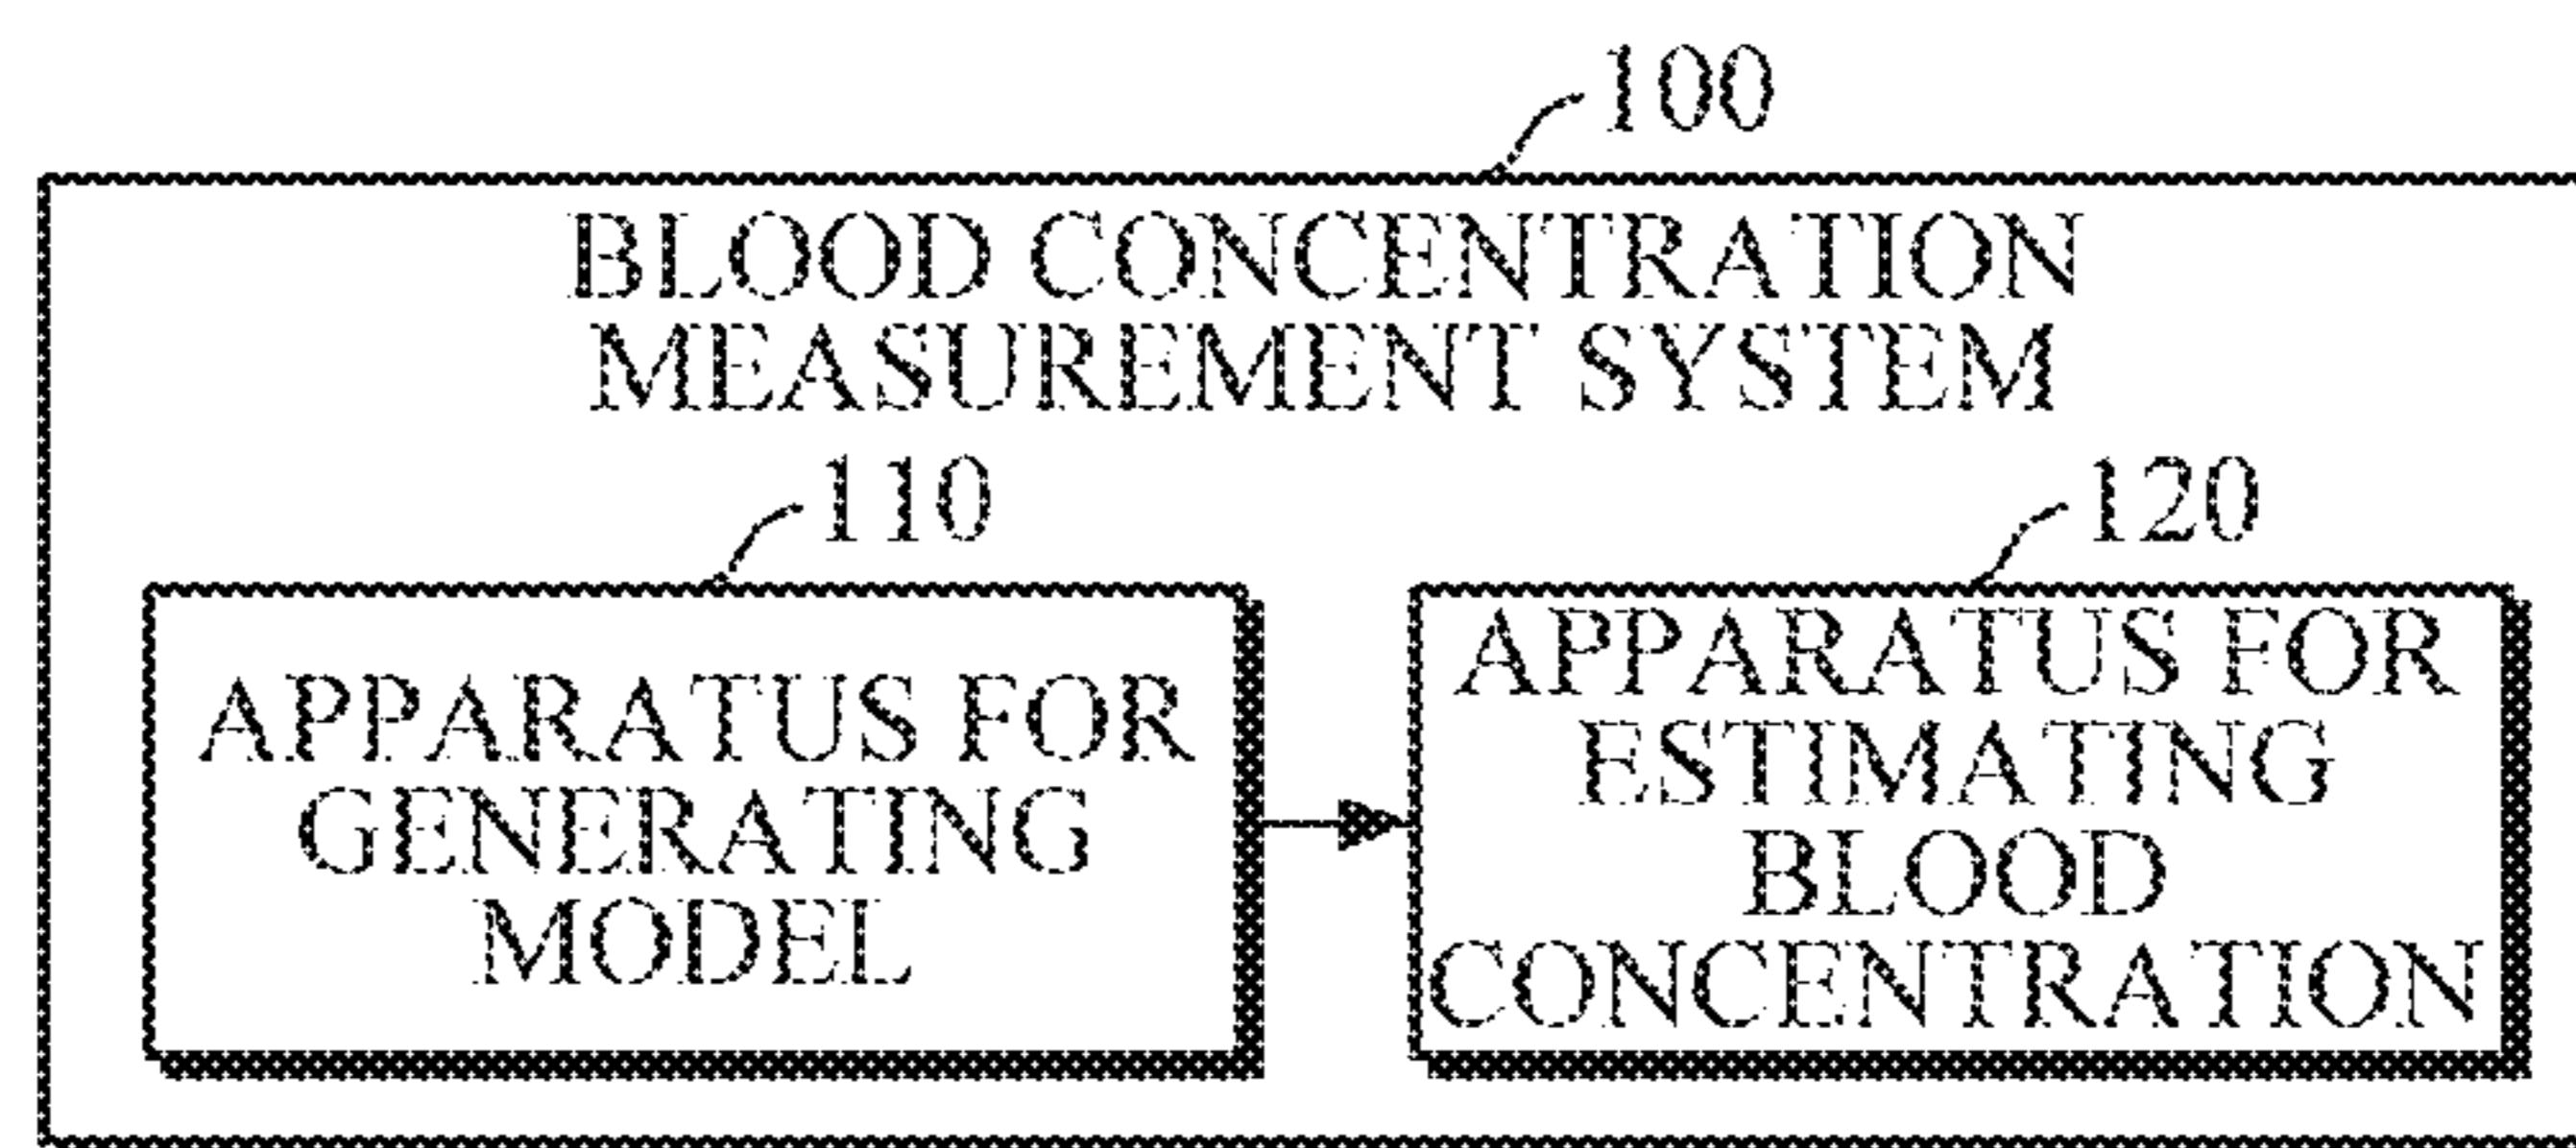 100
BLOOD CONCENTRATION
MEASUREMENT SYSTEM
110
120
APPARATUS FOR
GENERATING
MODEL
APPARATUS FOR
ESTIMATING
BLOOD
CONCENTRATION